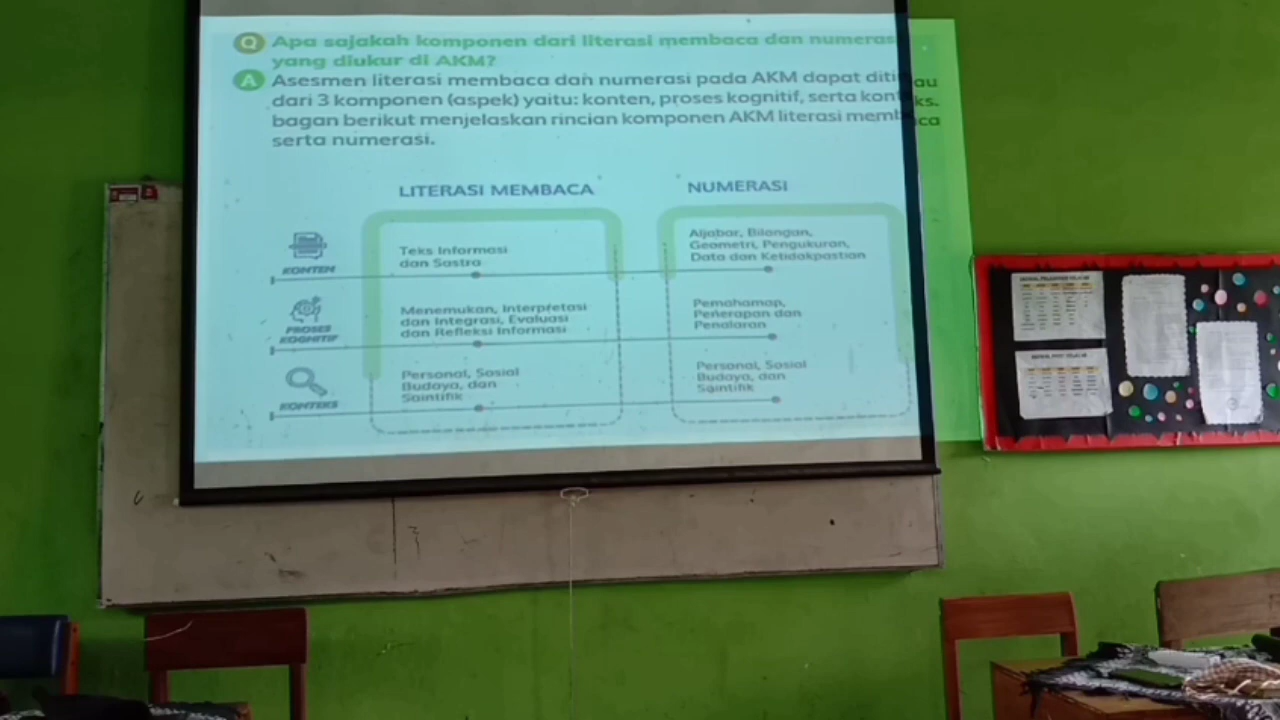 Q Apa sajakah komponen dari literasi membaca dan numeras
yang diukur di AKM?
A Asesmen literasi membaca dan numerasi pada AKM dapat ditinjau
dari 3 komponen (aspek) yaitu: konten, proses kognitif, serta konteks.
bagan berikut menjelaskan rincian komponen AKM literasi membaca
serta numerasi.
LITERASI MEMBACA NUMERASI
KONTEN
Teks Informasi
dan Sastra
Aljabar, Bilangan,
Geometri, Pengukuran,
Data dan Ketidakpastian
PROSES
KOGNITIF
Menemukan, Interpretasi
dan Integrasi, Evaluasi
dan Refleksi Informasi
Pemahaman,
Penerapan dan
Penalaran
KONTEKS
Personal, Sosial
Budaya, dan
Saintifik
Personal, Sosial
Budaya, dan
Saintifik